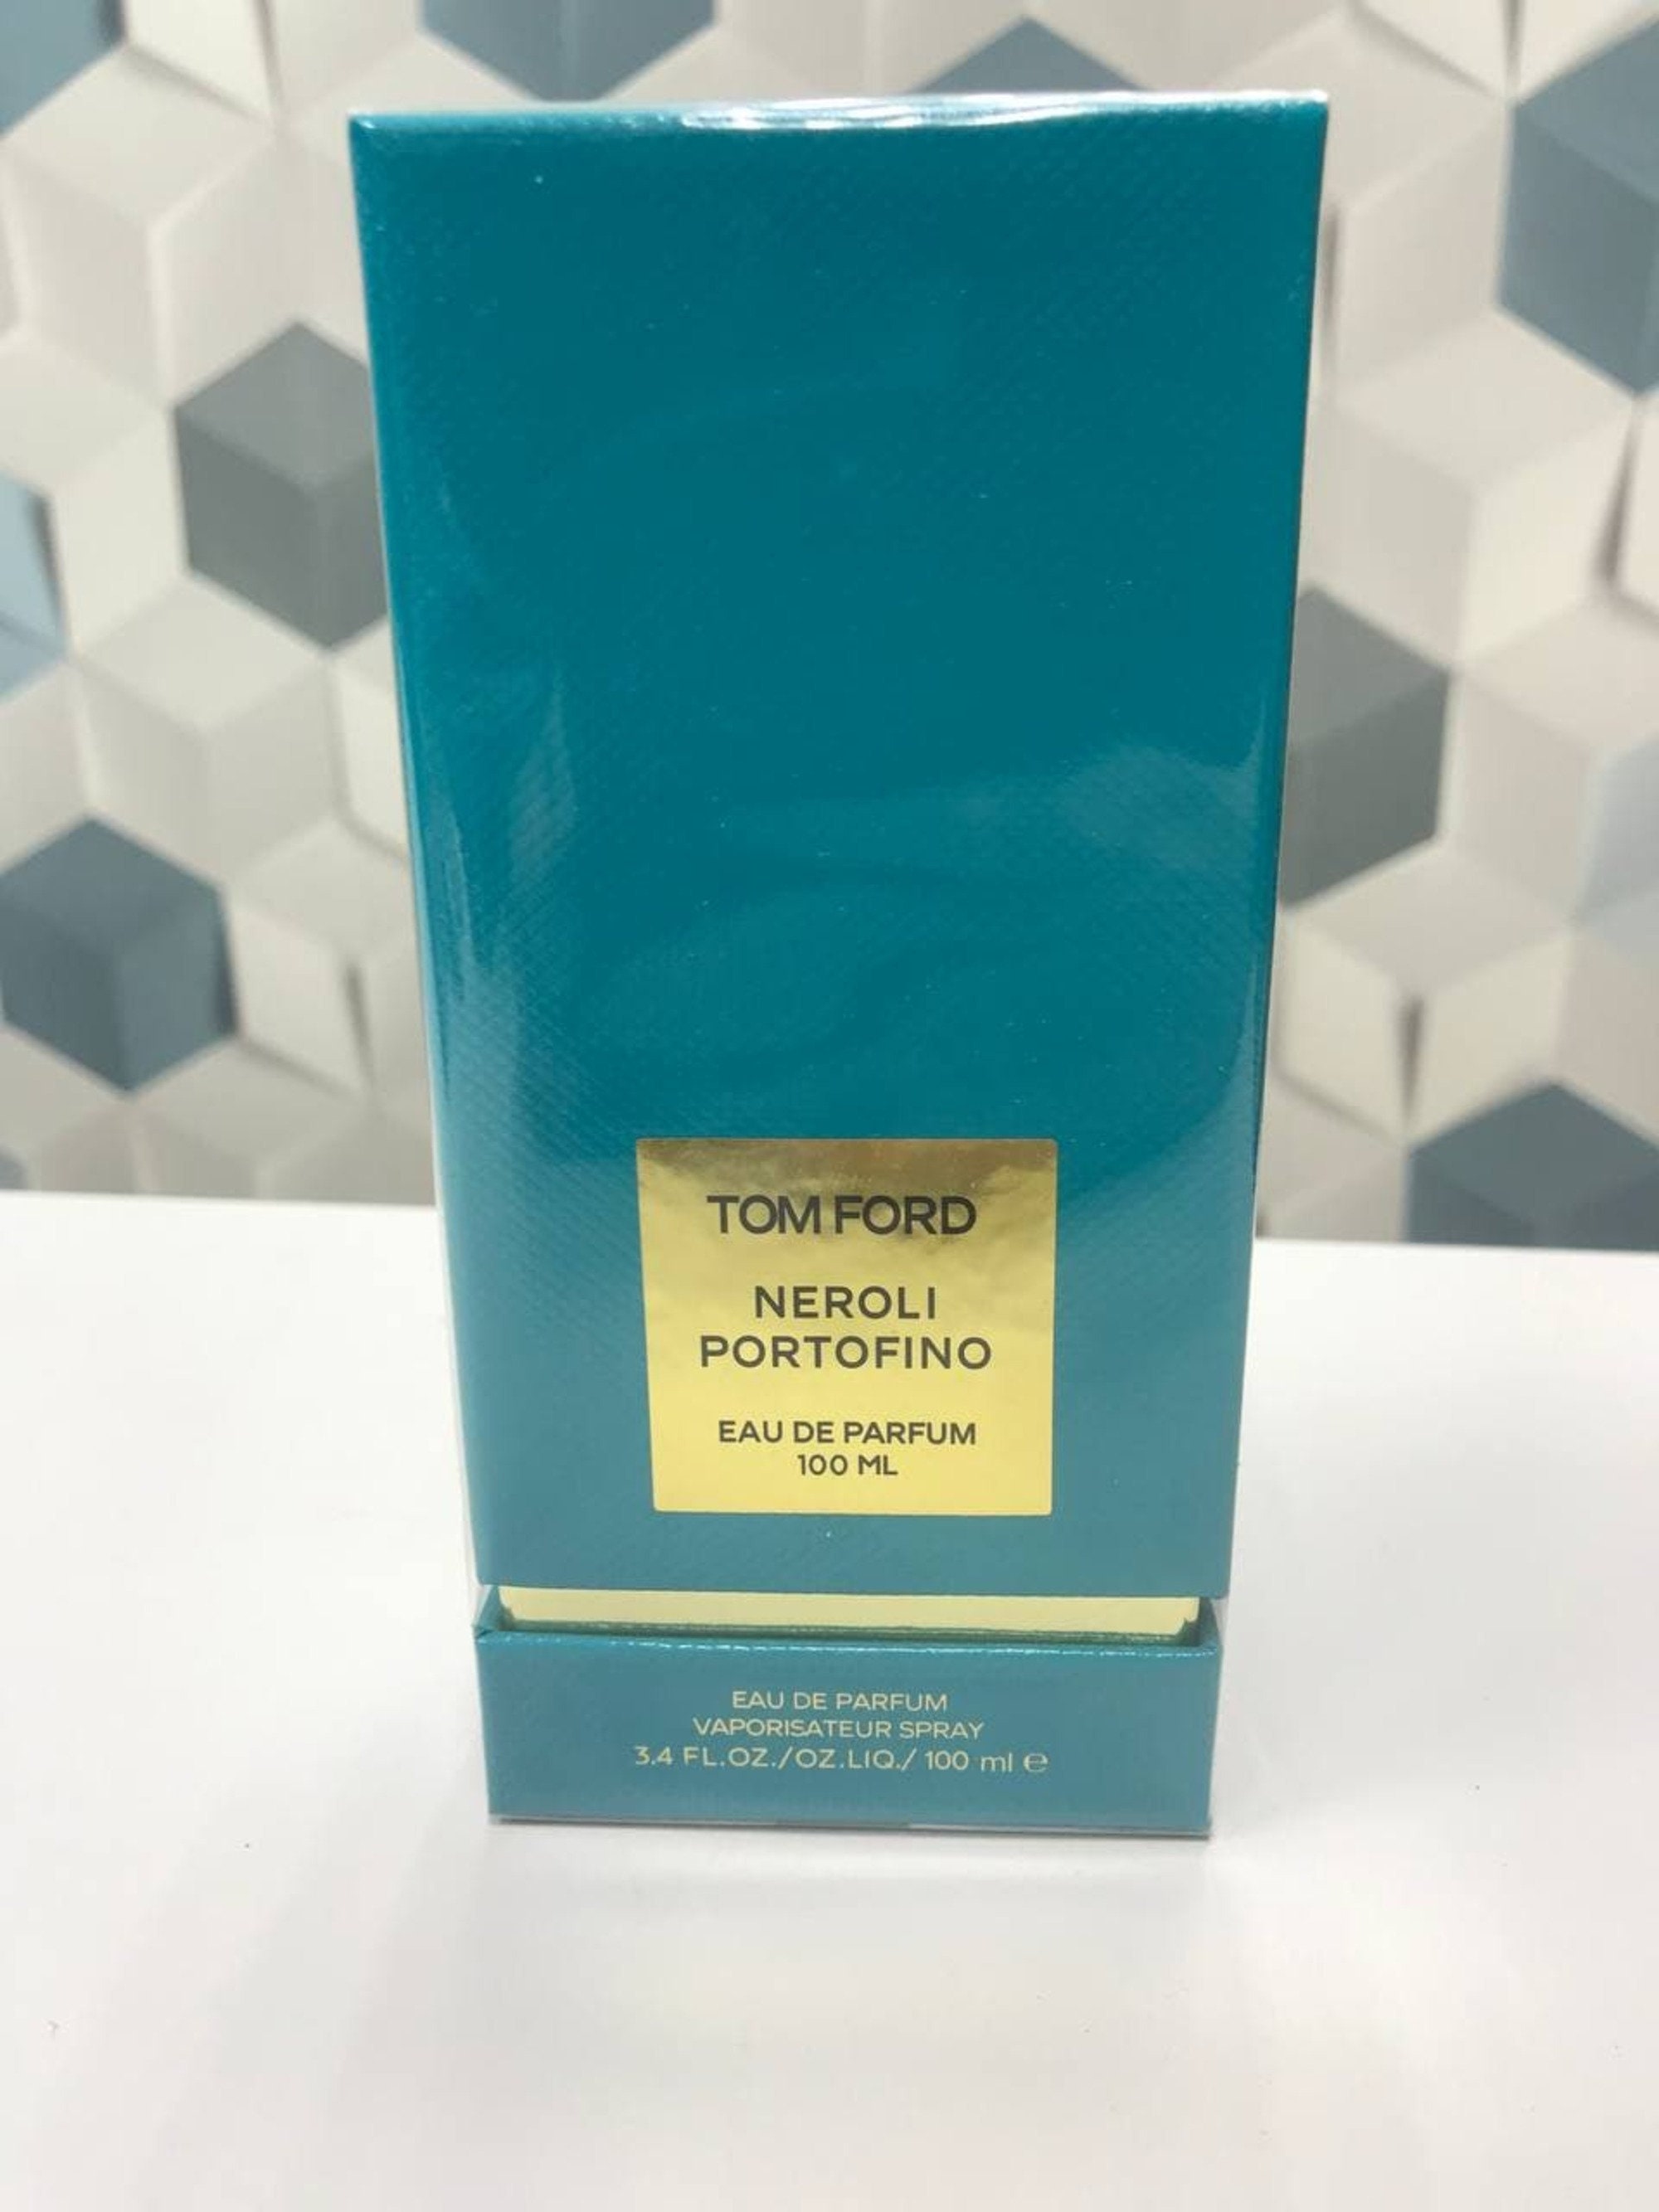 TOM FORD
NEROLI
PORTOFINO
EAU DE PARFUM
100 ML
EAU DE PARFUM
VAPORISATEUR SPRAY
3.4 FL.OZ./OZ.LIQ./ 100 ml ℮